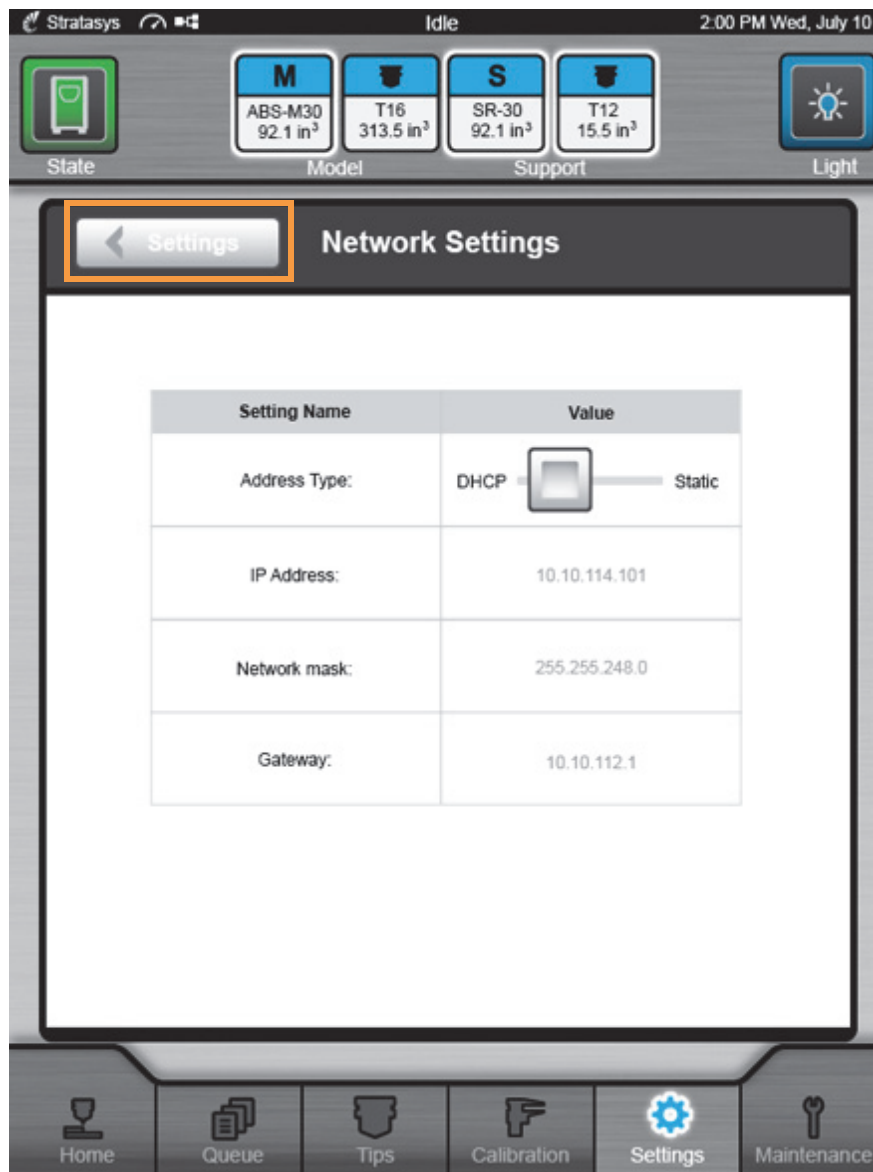 Stratasys Idle 2:00 PM Wed, July 10
M S
ABS-M30 T16 SR-30 T12
92.1 in³ 313.5 in³ 92.1 in³ 15.5 in³
State Model Support Light
Settings Network Settings
Setting Name Value
Address Type: DHCP Static
IP Address: 10.10.114.101
Network mask: 255.255.248.0
Gateway: 10.10.112.1
Home Queue Tips Calibration Settings Maintenance